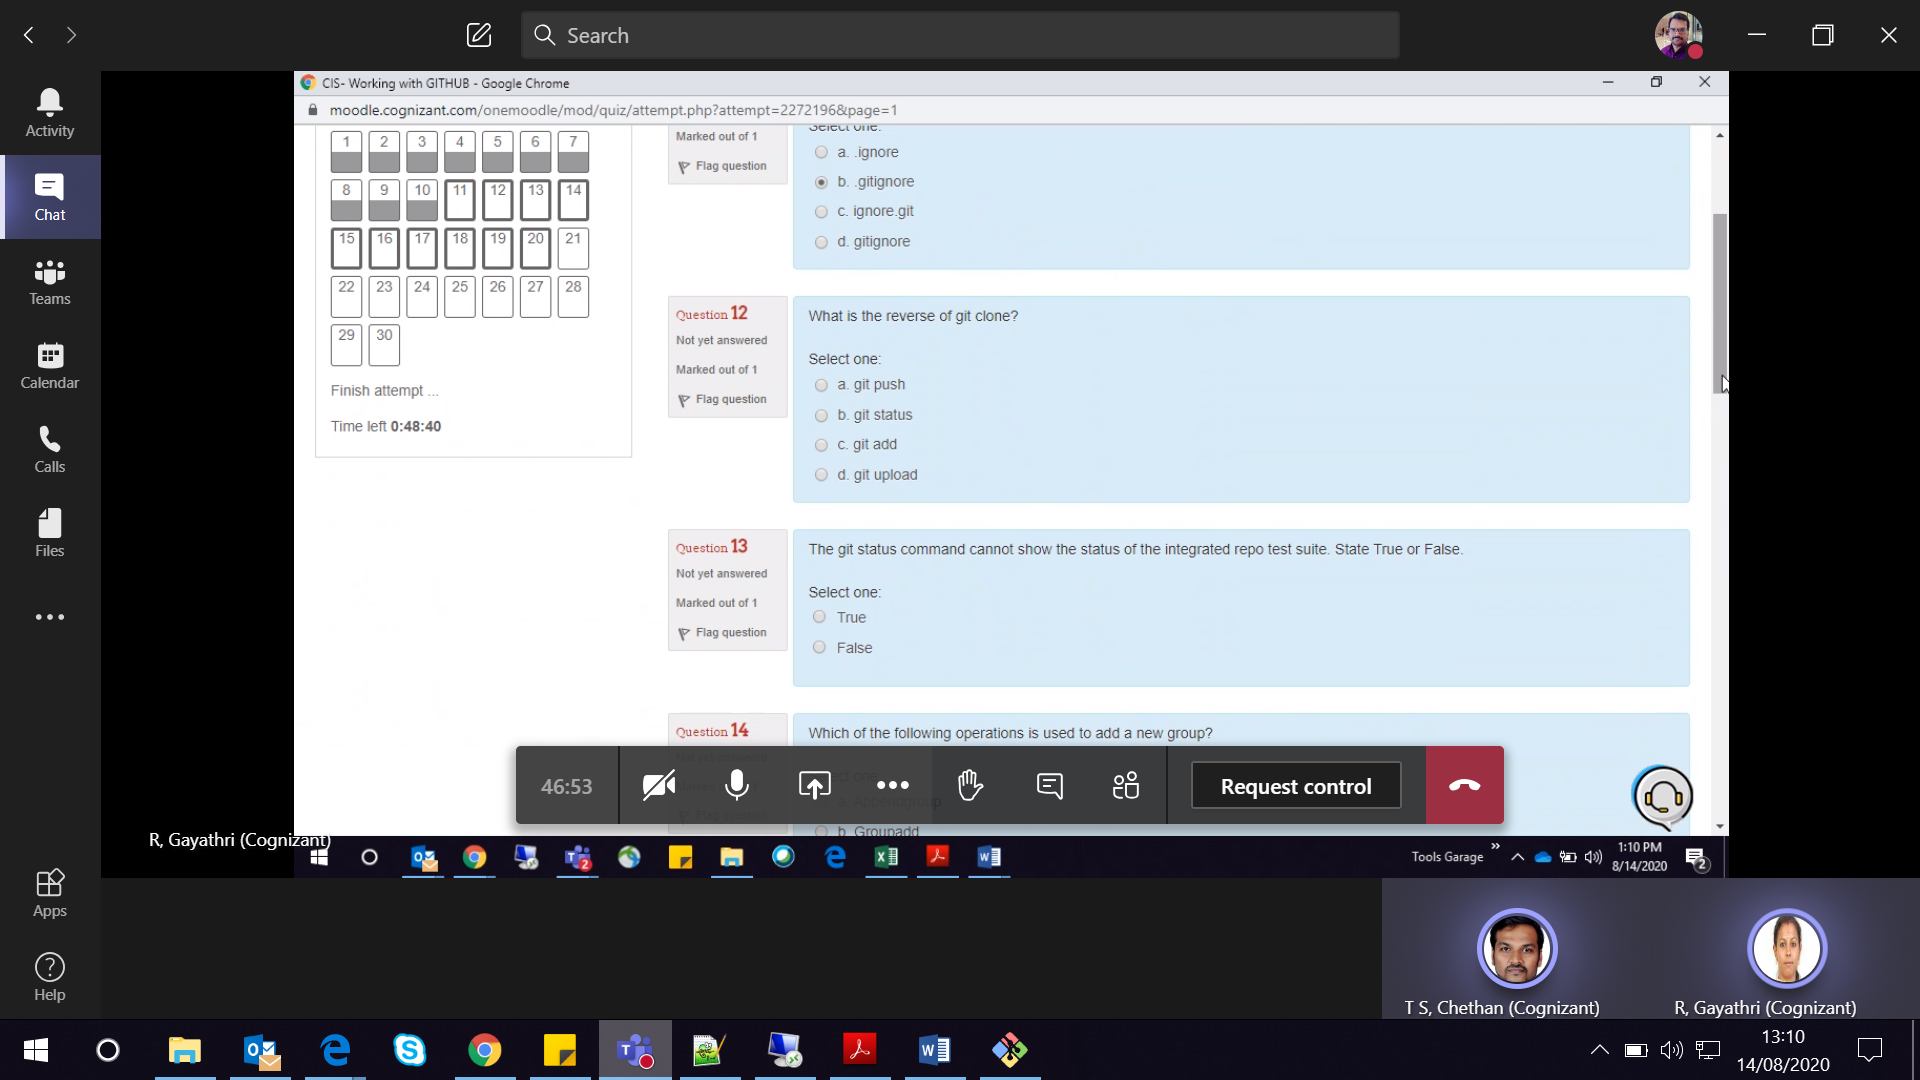 Search
Activity
Chat
Teams
Calendar
Calls
Files
Apps
Help
CIS- Working with GITHUB - Google Chrome
moodle.cognizant.com/onemoodle/mod/quiz/attempt.php?attempt=2272196&page=1
1 2 3 4 5 6 7
8 9 10 11 12 13 14
15 16 17 18 19 20 21
22 23 24 25 26 27 28
29 30
Finish attempt ...
Time left 0:48:40
Marked out of 1
Flag question
Select one:
a. .ignore
b. .gitignore
c. ignore.git
d. gitignore
Question 12
Not yet answered
Marked out of 1
Flag question
What is the reverse of git clone?
Select one:
a. git push
b. git status
c. git add
d. git upload
Question 13
Not yet answered
Marked out of 1
Flag question
The git status command cannot show the status of the integrated repo test suite. State True or False.
Select one:
True
False
Question 14
Which of the following operations is used to add a new group?
a. Appendgroup
b. Groupadd
46:53
Request control
R, Gayathri (Cognizant)
Tools Garage
1:10 PM
8/14/2020
2
2
T S, Chethan (Cognizant)
R, Gayathri (Cognizant)
13:10
14/08/2020